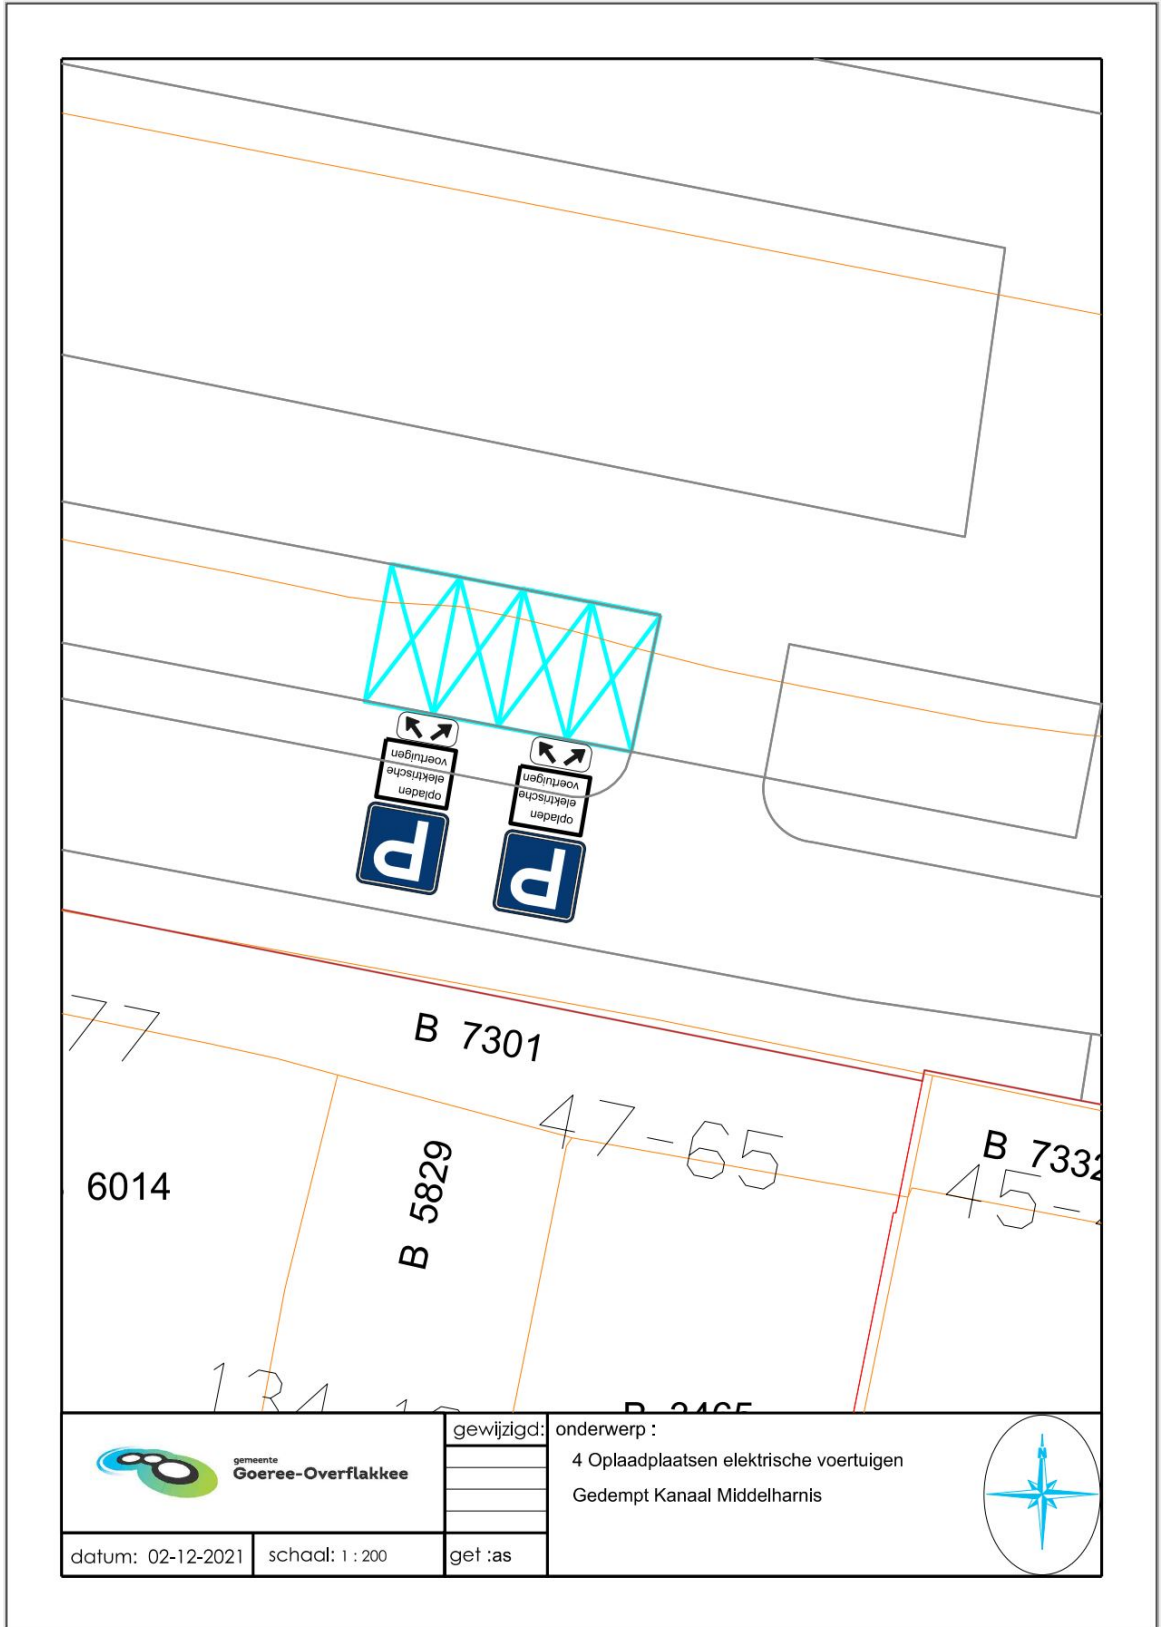 opladen
elektrische
voertuigen
P
opladen
elektrische
voertuigen
P
77
B 7301
47-65
B 7332
6014
B 5829
45-
134
gemeente
Goeree-Overflakkee
datum: 02-12-2021
schaal: 1 : 200
gewijzigd:
get :as
onderwerp :
4 Oplaadplaatsen elektrische voertuigen
Gedempt Kanaal Middelharnis
N